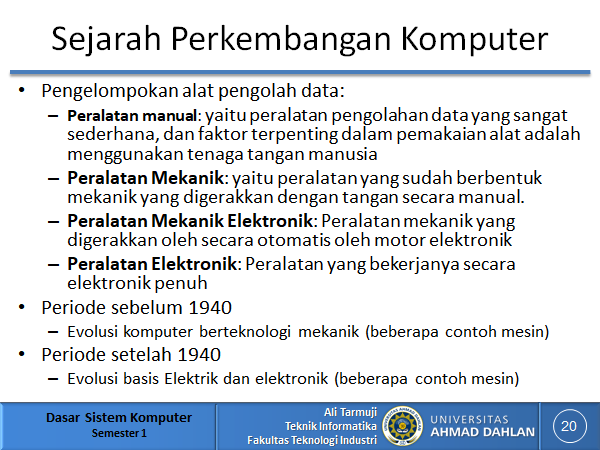 Sejarah Perkembangan Komputer
• Pengelompokan alat pengolah data:
– Peralatan manual: yaitu peralatan pengolahan data yang sangat
sederhana, dan faktor terpenting dalam pemakaian alat adalah
menggunakan tenaga tangan manusia
– Peralatan Mekanik: yaitu peralatan yang sudah berbentuk
mekanik yang digerakkan dengan tangan secara manual.
– Peralatan Mekanik Elektronik: Peralatan mekanik yang
digerakkan oleh secara otomatis oleh motor elektronik
– Peralatan Elektronik: Peralatan yang bekerjanya secara
elektronik penuh
• Periode sebelum 1940
– Evolusi komputer berteknologi mekanik (beberapa contoh mesin)
• Periode setelah 1940
– Evolusi basis Elektrik dan elektronik (beberapa contoh mesin)
Dasar Sistem Komputer
Semester 1
Ali Tarmuji
Teknik Informatika
Fakultas Teknologi Industri
UNIVERSITAS
AHMAD DAHLAN
20